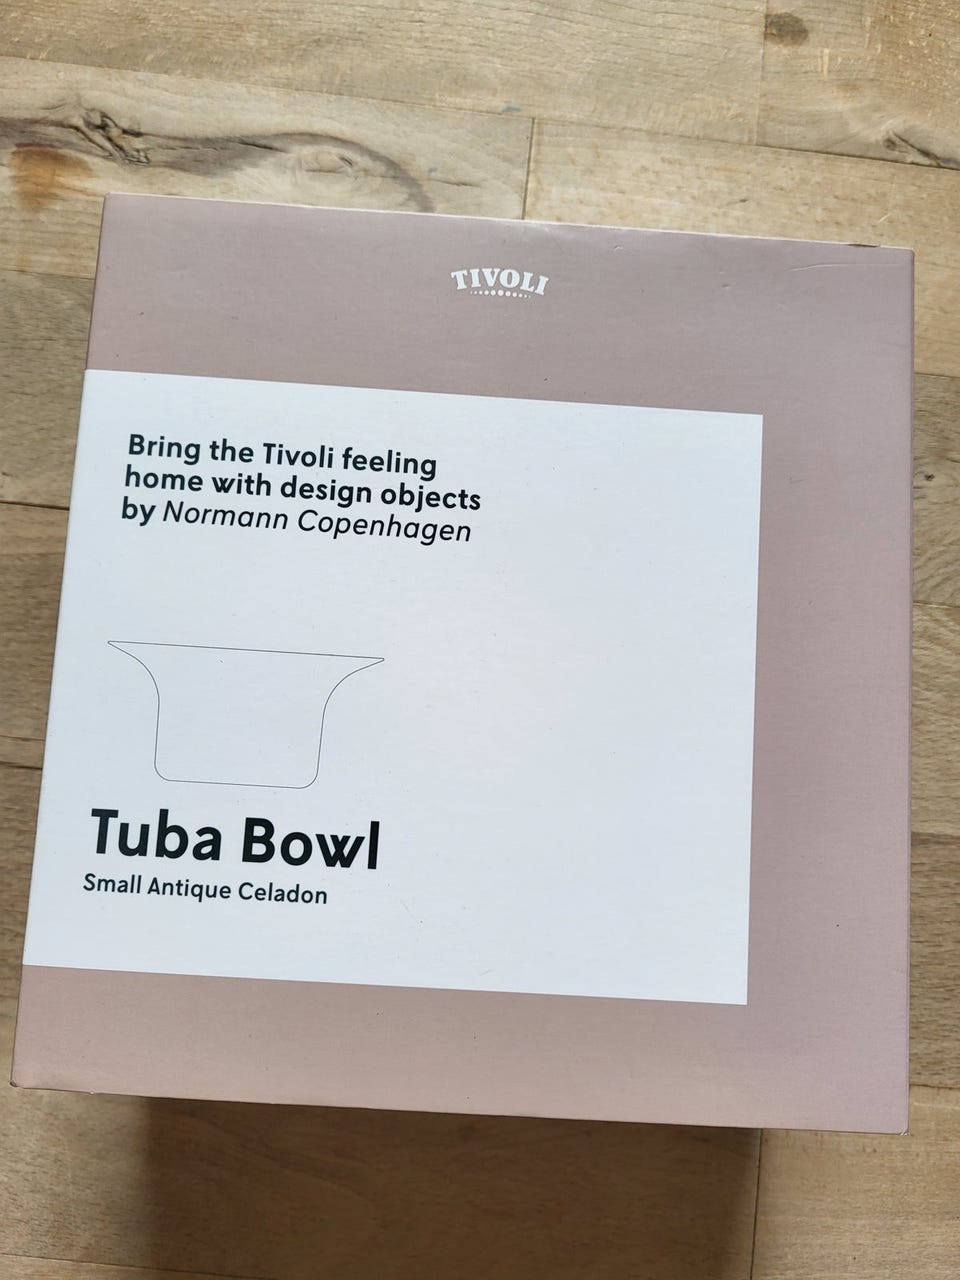 TIVOLI
Bring the Tivoli feeling
home with design objects
by Normann Copenhagen
Tuba Bowl
Small Antique Celadon